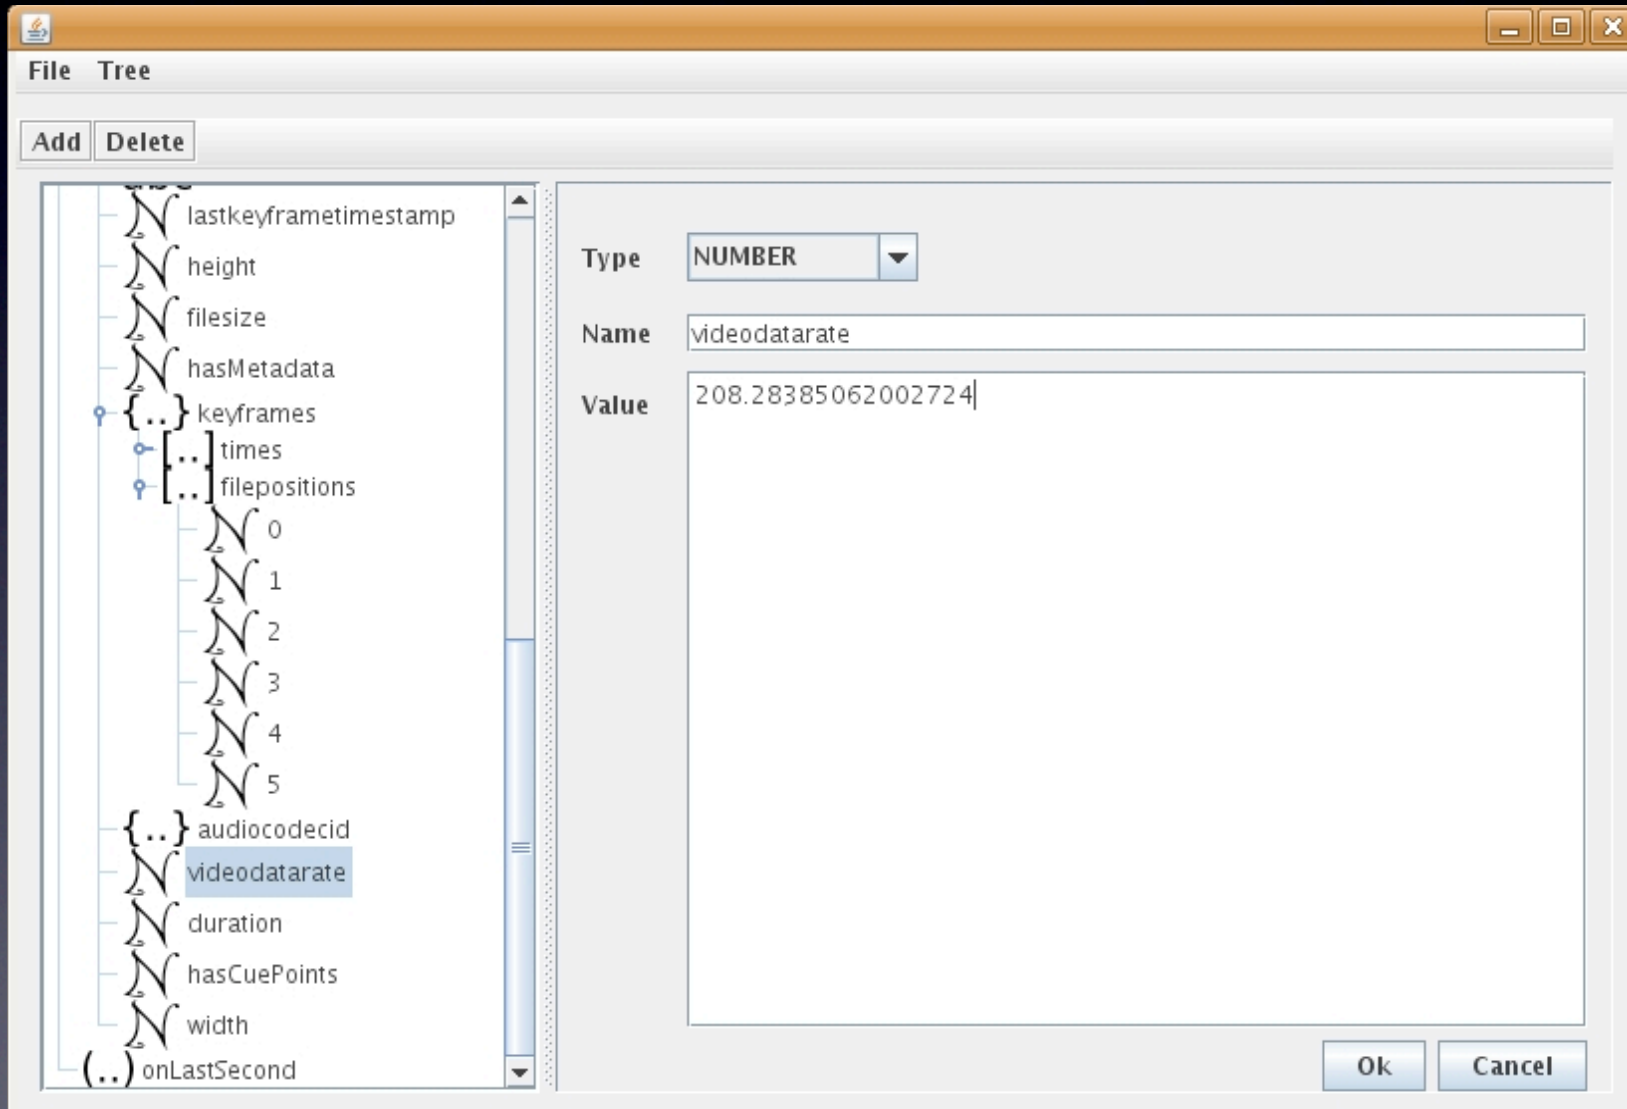 File Tree
Add Delete
N lastkeyframetimestamp
N height
N filesize
N hasMetadata
{..} keyframes
[..] times
[..] filepositions
N 0
N 1
N 2
N 3
N 4
N 5
{..} audiocodecid
N videodatarate
N duration
N hasCuePoints
N width
(..) onLastSecond
Type NUMBER
Name videodatarate
Value 208.28385062002724
Ok Cancel